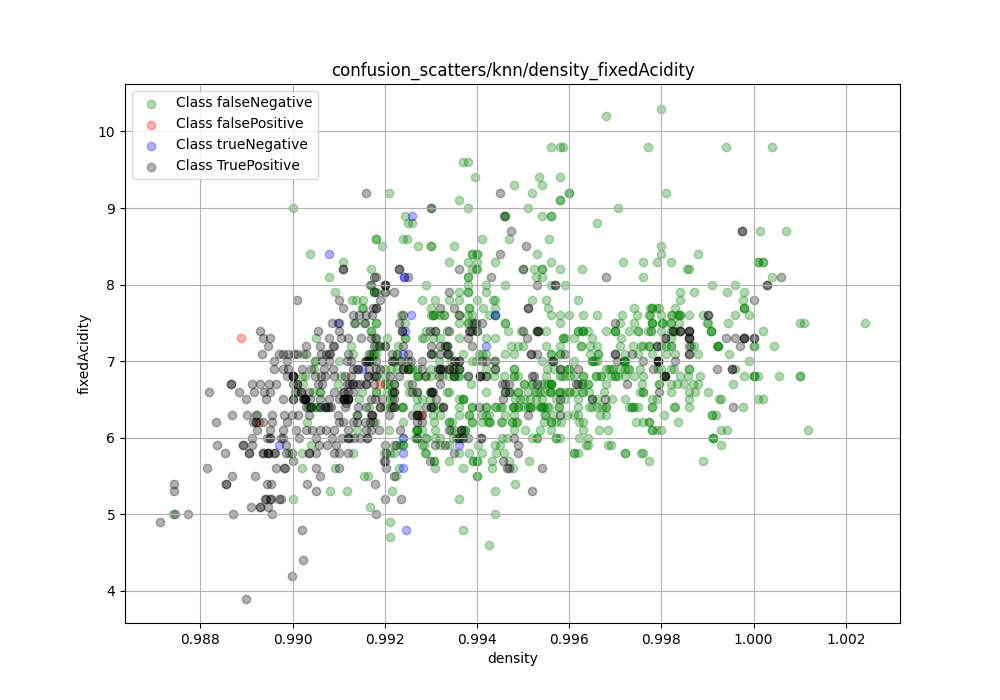 confusion_scatters/knn/density_fixedAcidity
Class falseNegative
Class falsePositive
Class trueNegative
Class TruePositive
10
9
8
7
6
5
4
fixedAcidity
0.988 0.990 0.992 0.994 0.996 0.998 1.000 1.002
density